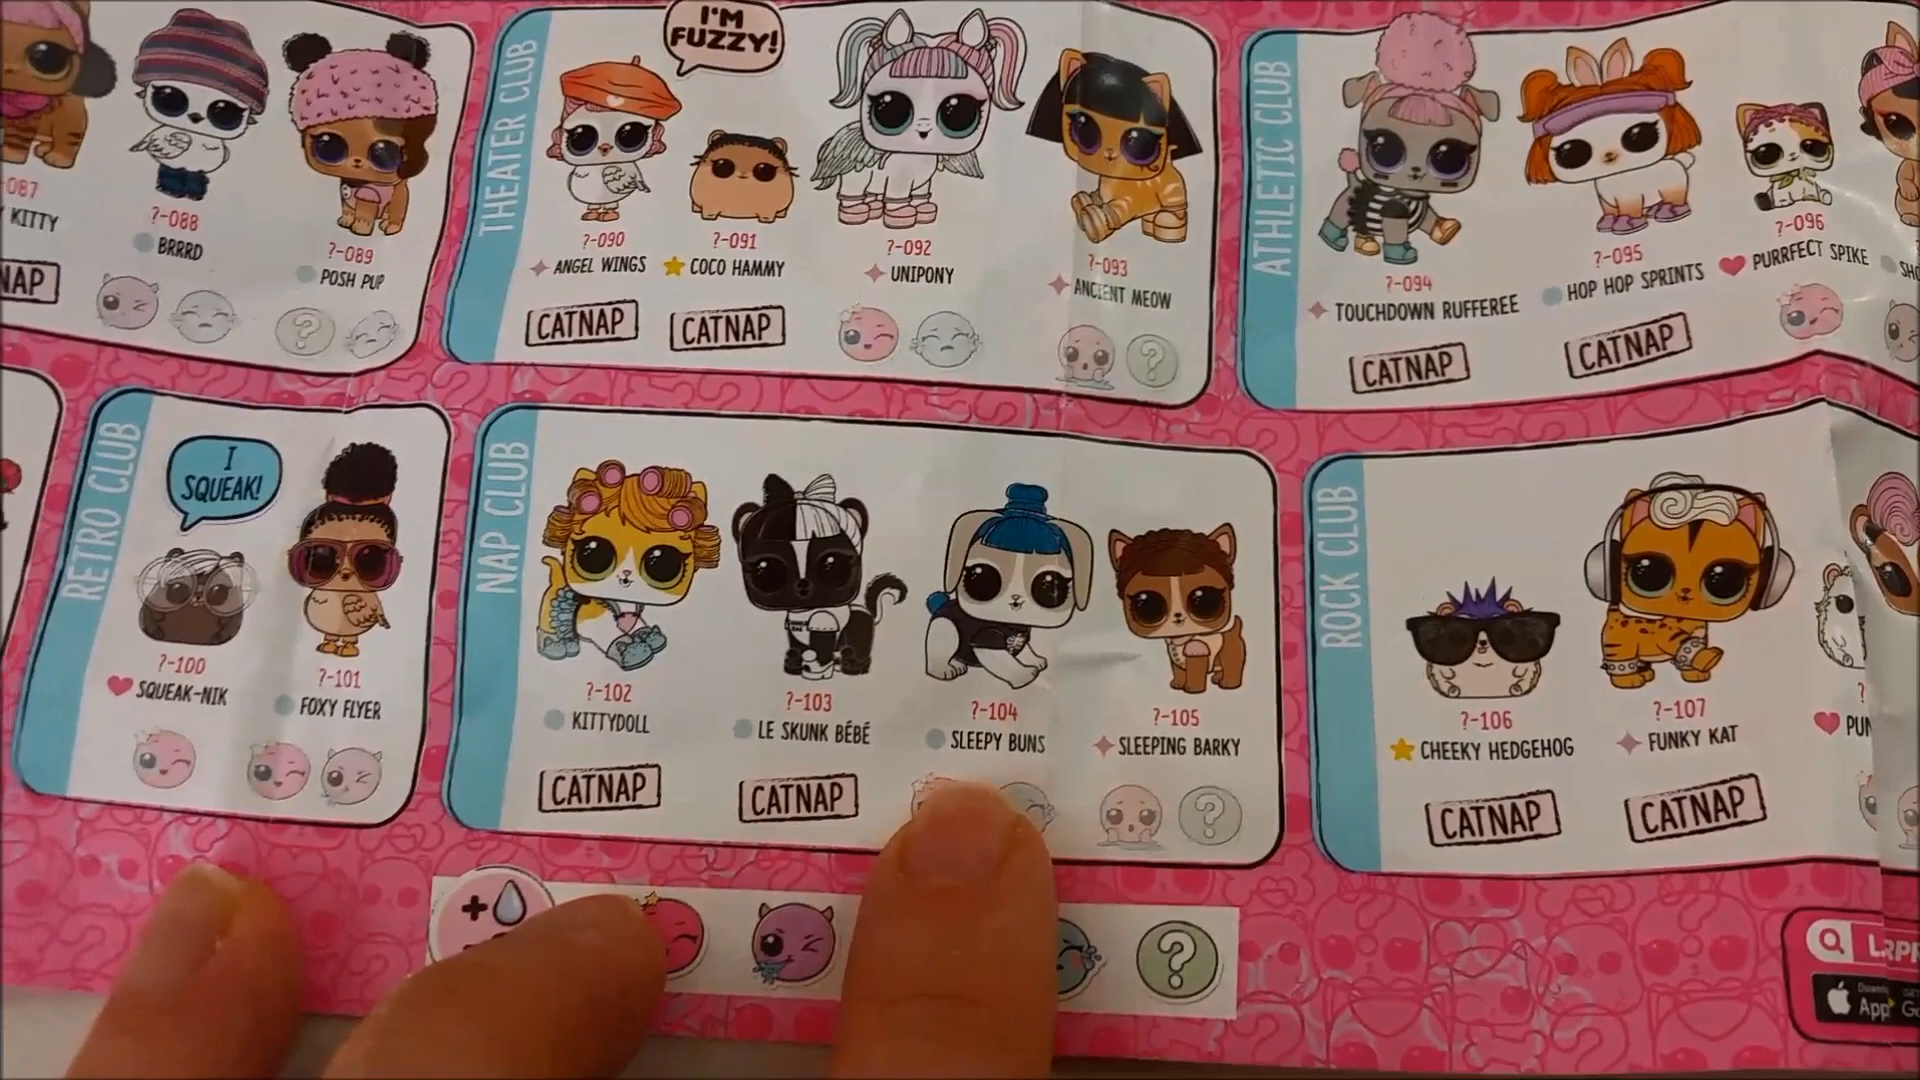 -087
KITTY
NAP
?-088
BRRRD
?-089
POSH PUP
THEATER CLUB
I'M
FUZZY!
?-090
ANGEL WINGS
CATNAP
?-091
COCO HAMMY
CATNAP
?-092
UNIPONY
?-093
ANCIENT MEOW
?
?
ATHLETIC CLUB
?-094
TOUCHDOWN RUFFEREE
CATNAP
?-095
HOP HOP SPRINTS
CATNAP
?-096
PURRFECT SPIKE
RETRO CLUB
I
SQUEAK!
?-100
SQUEAK-NIK
?-101
FOXY FLYER
NAP CLUB
?-102
KITTYDOLL
CATNAP
?-103
LE SKUNK BÉBÉ
CATNAP
?-104
SLEEPY BUNS
?-105
SLEEPING BARKY
?
ROCK CLUB
?-106
CHEEKY HEDGEHOG
CATNAP
?-107
FUNKY KAT
CATNAP
+
?
App